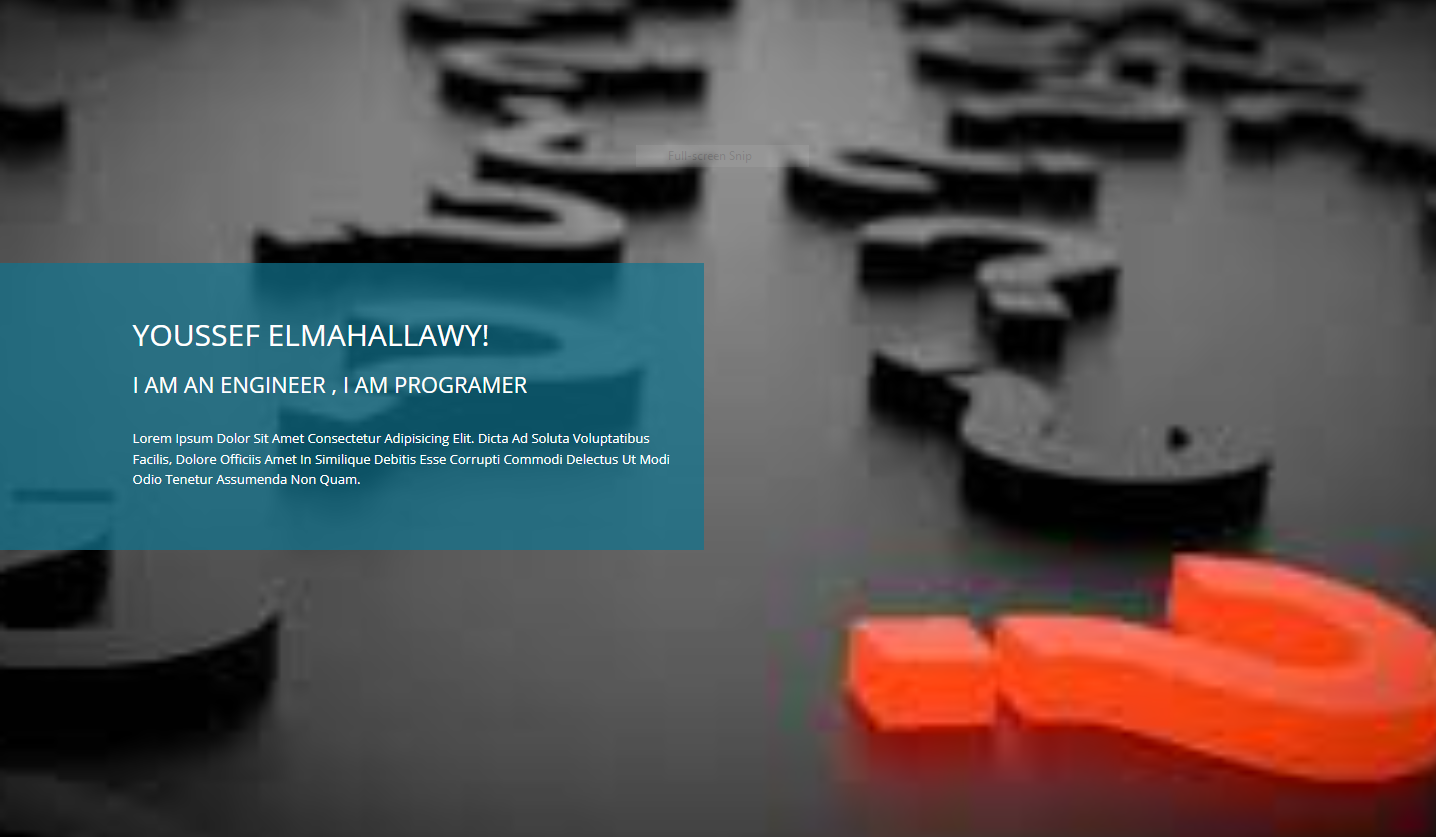 Full-screen Snip
YOUSSEF ELMAHALLAWY!
I AM AN ENGINEER , I AM PROGRAMER
Lorem Ipsum Dolor Sit Amet Consectetur Adipisicing Elit. Dicta Ad Soluta Voluptatibus
Facilis, Dolore Officiis Amet In Similique Debitis Esse Corrupti Commodi Delectus Ut Modi
Odio Tenetur Assumenda Non Quam.